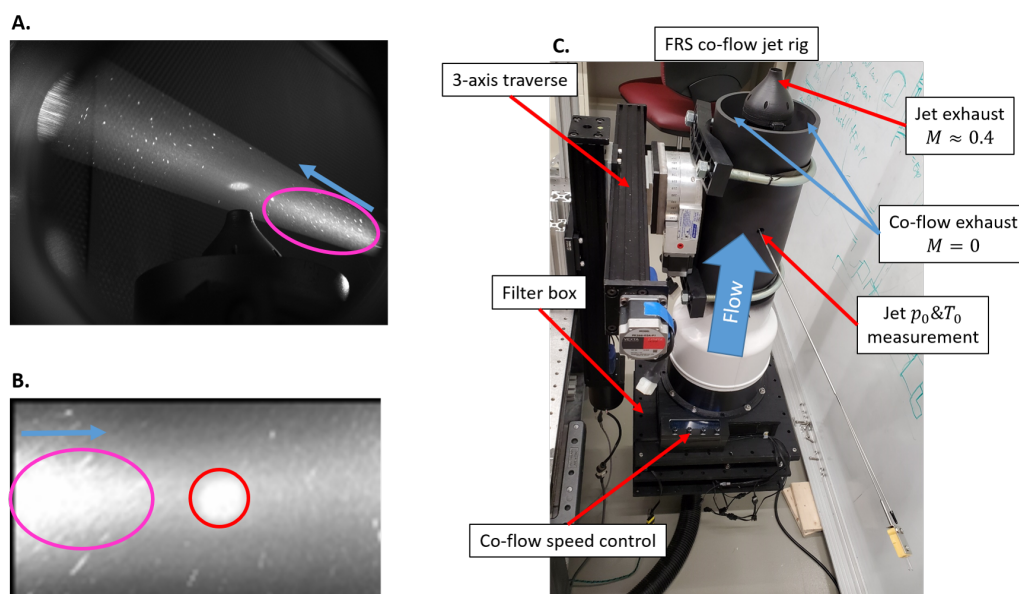 A.
B.
C.
FRS co-flow jet rig
3-axis traverse
Jet exhaust
𝑀 ≈ 0.4
Co-flow exhaust
𝑀 = 0
Filter box
Flow
Jet 𝑝₀&𝑇₀
measurement
Co-flow speed control